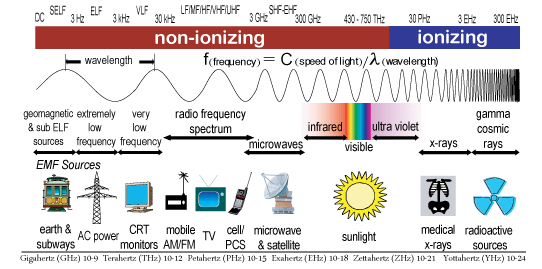 DC SELF 3 Hz ELF 3 kHz VLF 30 kHz LF/MF/HF/VHF/UHF 3 GHz SHF-EHF 300 GHz 430 - 750 THz 30 PHz 3 EHz 300 EHz
non-ionizing ionizing
wavelength f(frequency) = C (speed of light)/λ(wavelength)
geomagnetic & sub ELF sources
extremely low frequency
very low frequency
radio frequency spectrum
microwaves
infrared
visible
ultra violet
x-rays
gamma cosmic rays
EMF Sources
earth & subways
AC power
CRT monitors
mobile AM/FM
TV
cell/ PCS
microwave & satellite
sunlight
medical x-rays
radioactive sources
Gigahertz (GHz) 10-9 Terahertz (THz) 10-12 Petahertz (PHz) 10-15 Exahertz (EHz) 10-18 Zettahertz (ZHz) 10-21 Yottahertz (YHz) 10-24